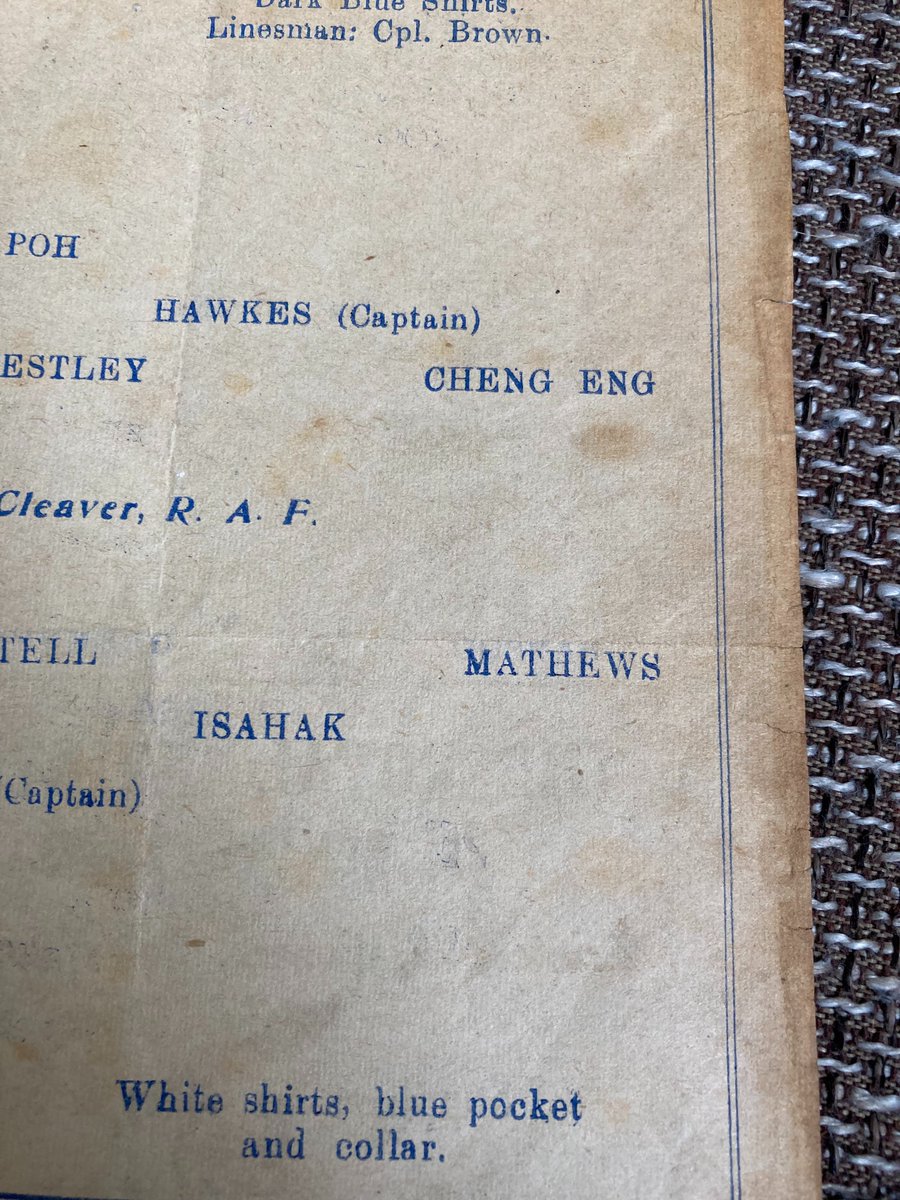 Dark Blue Shirts.
Linesman: Cpl. Brown.
POH
HAWKES (Captain)
ESTLEY
CHENG ENG
Cleaver, R. A. F.
TELL
MATHEWS
ISAHAK
(Captain)
White shirts, blue pocket
and collar.